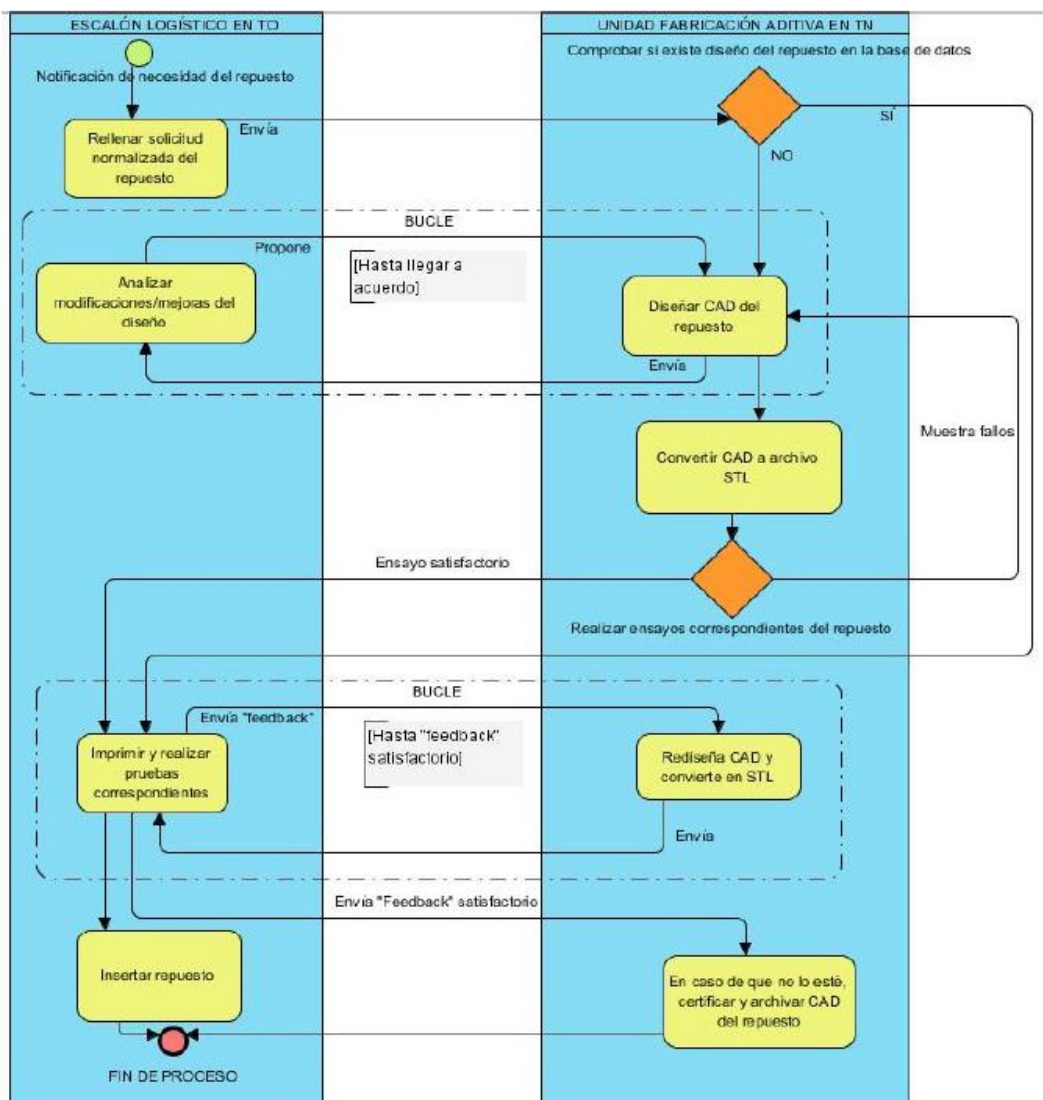 ESCALÓN LOGÍSTICO EN TO
UNIDAD FABRICACIÓN ADITIVA EN TN
Notificación de necesidad del repuesto
Comprobar si existe diseño del repuesto en la base de datos
Rellenar solicitud
normalizada del
repuesto
Envía
SÍ
NO
BUCLE
Propone
[Hasta llegar a
acuerdo]
Analizar
modificaciones/mejoras del
diseño
Diseñar CAD del
repuesto
Envía
Muestra fallos
Convertir CAD a archivo
STL
Ensayo satisfactorio
Realizar ensayos correspondientes del repuesto
BUCLE
Envía "feedback"
[Hasta "feedback"
satisfactorio]
Imprimir y realizar
pruebas
correspondientes
Rediseña CAD y
convierte en STL
Envía
Envía "Feedback" satisfactorio
Insertar repuesto
En caso de que no lo esté,
certificar y archivar CAD
del repuesto
FIN DE PROCESO